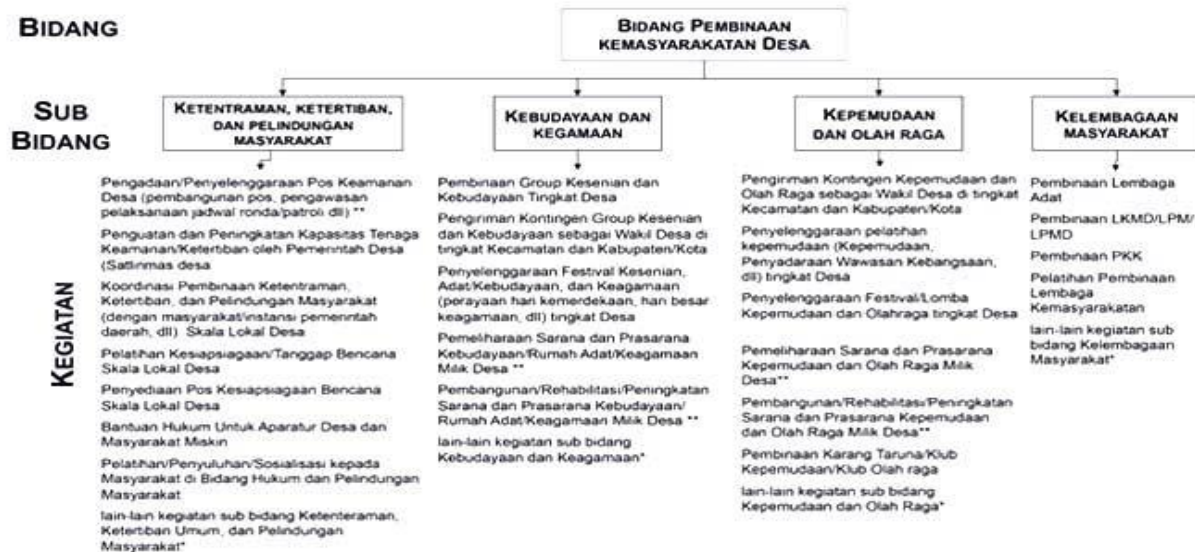 BIDANG
BIDANG PEMBINAAN
KEMASYARAKATAN DESA
SUB
BIDANG
KETENTRAMAN, KETERTIBAN,
DAN PELINDUNGAN
MASYARAKAT
KEBUDAYAAN DAN
KEGAMAAN
KEPEMUDAAN
DAN OLAH RAGA
KELEMBAGAAN
MASYARAKAT
KEGIATAN
Pengadaan/Penyelenggaraan Pos Keamanan
Desa (pembangunan pos, pengawasan
pelaksanaan jadwal ronda/patroli dll) **
Penguatan dan Peningkatan Kapasitas Tenaga
Keamanan/Ketertiban oleh Pemerintah Desa
(Satlinmas desa
Koordinasi Pembinaan Ketentraman,
Ketertiban, dan Pelindungan Masyarakat
(dengan masyarakat/instansi pemerintah
daerah, dll) Skala Lokal Desa
Pelatihan Kesiapsiagaan/Tanggap Bencana
Skala Lokal Desa
Penyediaan Pos Kesiapsiagaan Bencana
Skala Lokal Desa
Bantuan Hukum Untuk Aparatur Desa dan
Masyarakat Miskin
Pelatihan/Penyuluhan/Sosialisasi kepada
Masyarakat di Bidang Hukum dan Pelindungan
Masyarakat
lain-lain kegiatan sub bidang Ketenteraman,
Ketertiban Umum, dan Pelindungan
Masyarakat*
Pembinaan Group Kesenian dan
Kebudayaan Tingkat Desa
Pengiriman Kontingen Group Kesenian
dan Kebudayaan sebagai Wakil Desa di
tingkat Kecamatan dan Kabupaten/Kota
Penyelenggaraan Festival Kesenian,
Adat/Kebudayaan, dan Keagamaan
(perayaan hari kemerdekaan, hari besar
keagamaan, dll) tingkat Desa
Pemeliharaan Sarana dan Prasarana
Kebudayaan/Rumah Adat/Keagamaan
Milik Desa **
Pembangunan/Rehabilitasi/Peningkatan
Sarana dan Prasarana Kebudayaan/
Rumah Adat/Keagamaan Milik Desa **
lain-lain kegiatan sub bidang
Kebudayaan dan Keagamaan*
Pengiriman Kontingen Kepemudaan dan
Olah Raga sebagai Wakil Desa di tingkat
Kecamatan dan Kabupaten/Kota
Penyelenggaraan pelatihan
kepemudaan (Kepemudaan,
Penyadaraan Wawasan Kebangsaan,
dll) tingkat Desa
Penyelenggaraan Festival/Lomba
Kepemudaan dan Olahraga tingkat Desa
Pemeliharaan Sarana dan Prasarana
Kepemudaan dan Olah Raga Milik
Desa**
Pembangunan/Rehabilitasi/Peningkatan
Sarana dan Prasarana Kepemudaan
dan Olah Raga Milik Desa**
Pembinaan Karang Taruna/Klub
Kepemudaan/Klub Olah raga
lain-lain kegiatan sub bidang
Kepemudaan dan Olah Raga*
Pembinaan Lembaga
Adat
Pembinaan LKMD/LPM/
LPMD
Pembinaan PKK
Pelatihan Pembinaan
Lembaga
Kemasyarakatan
lain-lain kegiatan sub
bidang Kelembagaan
Masyarakat*